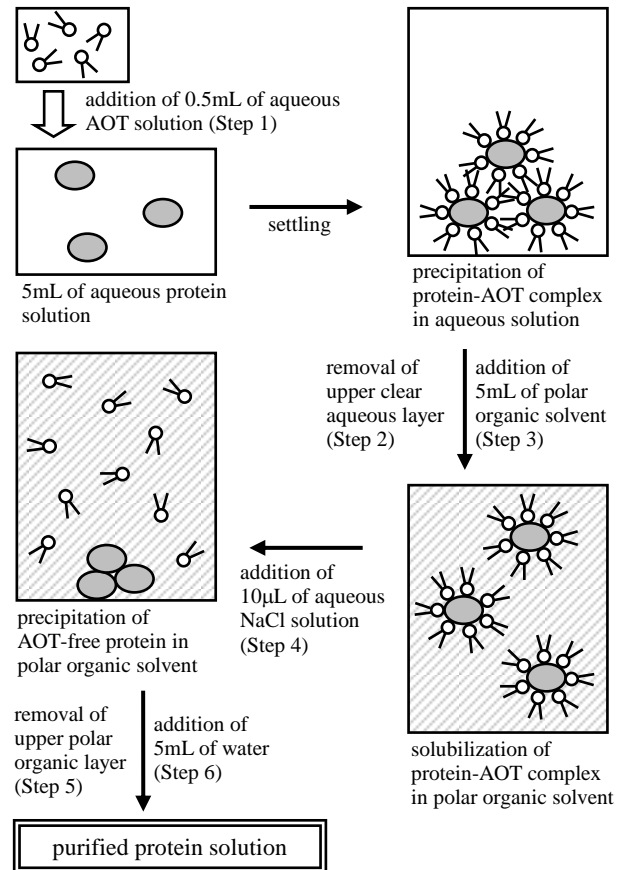 addition of 0.5mL of aqueous
AOT solution (Step 1)
5mL of aqueous protein
solution
settling
precipitation of
protein-AOT complex
in aqueous solution
removal of
upper clear
aqueous layer
(Step 2)
addition of
5mL of polar
organic solvent
(Step 3)
solubilization of
protein-AOT complex
in polar organic solvent
addition of
10μL of aqueous
NaCl solution
(Step 4)
precipitation of
AOT-free protein in
polar organic solvent
removal of
upper polar
organic layer
(Step 5)
addition of
5mL of water
(Step 6)
purified protein solution